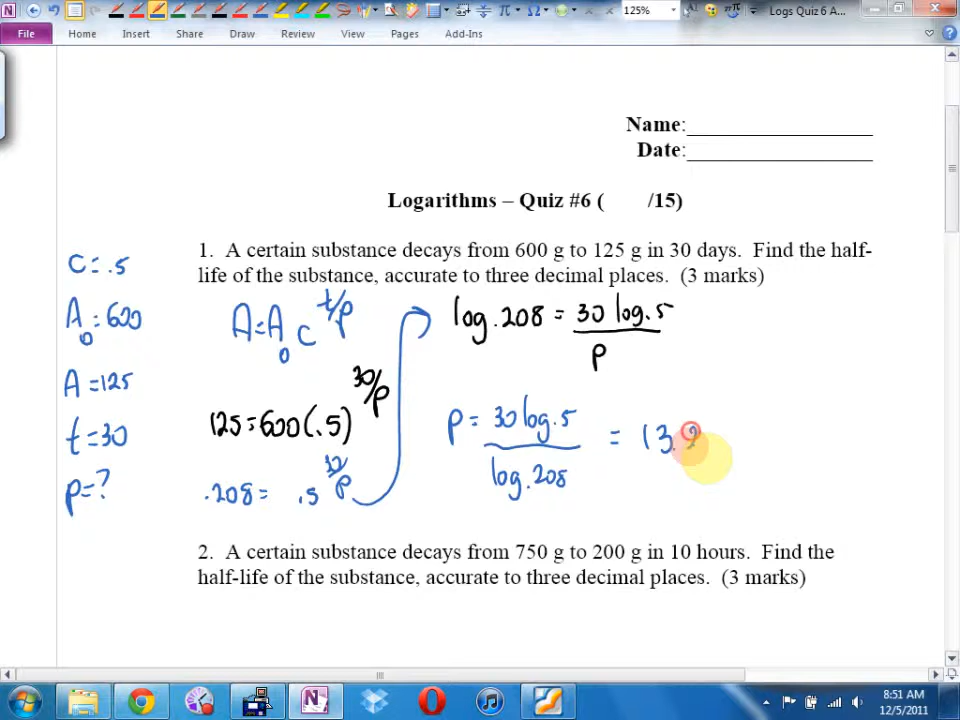 125%
Logs Quiz 6 A...
File Home Insert Share Draw Review View Pages Add-Ins
Name:
Date:
Logarithms – Quiz #6 ( /15)
1. A certain substance decays from 600 g to 125 g in 30 days. Find the half-
life of the substance, accurate to three decimal places. (3 marks)
C = .5
A₀ = 600
A = 125
t = 30
p = ?
A = A₀ C^(t/p)
125 = 600(.5)^(30/p)
.208 = .5^(30/p)
log .208 = 30 log .5 / p
p = 30 log .5 / log .208 = 13.9
2. A certain substance decays from 750 g to 200 g in 10 hours. Find the
half-life of the substance, accurate to three decimal places. (3 marks)
8:51 AM
12/5/2011